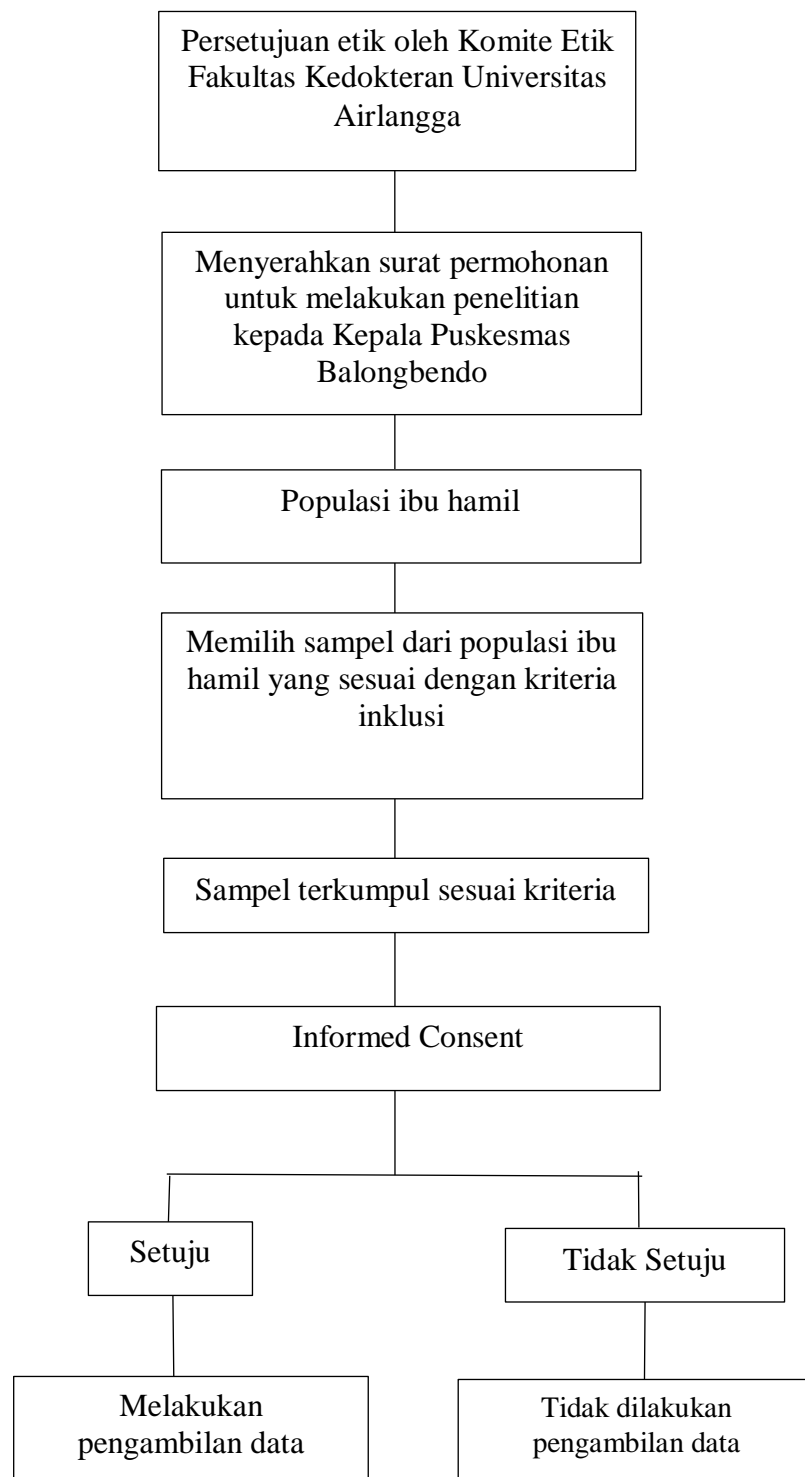 Persetujuan etik oleh Komite Etik
Fakultas Kedokteran Universitas
Airlangga
Menyerahkan surat permohonan
untuk melakukan penelitian
kepada Kepala Puskesmas
Balongbendo
Populasi ibu hamil
Memilih sampel dari populasi ibu
hamil yang sesuai dengan kriteria
inklusi
Sampel terkumpul sesuai kriteria
Informed Consent
Setuju
Tidak Setuju
Melakukan
pengambilan data
Tidak dilakukan
pengambilan data